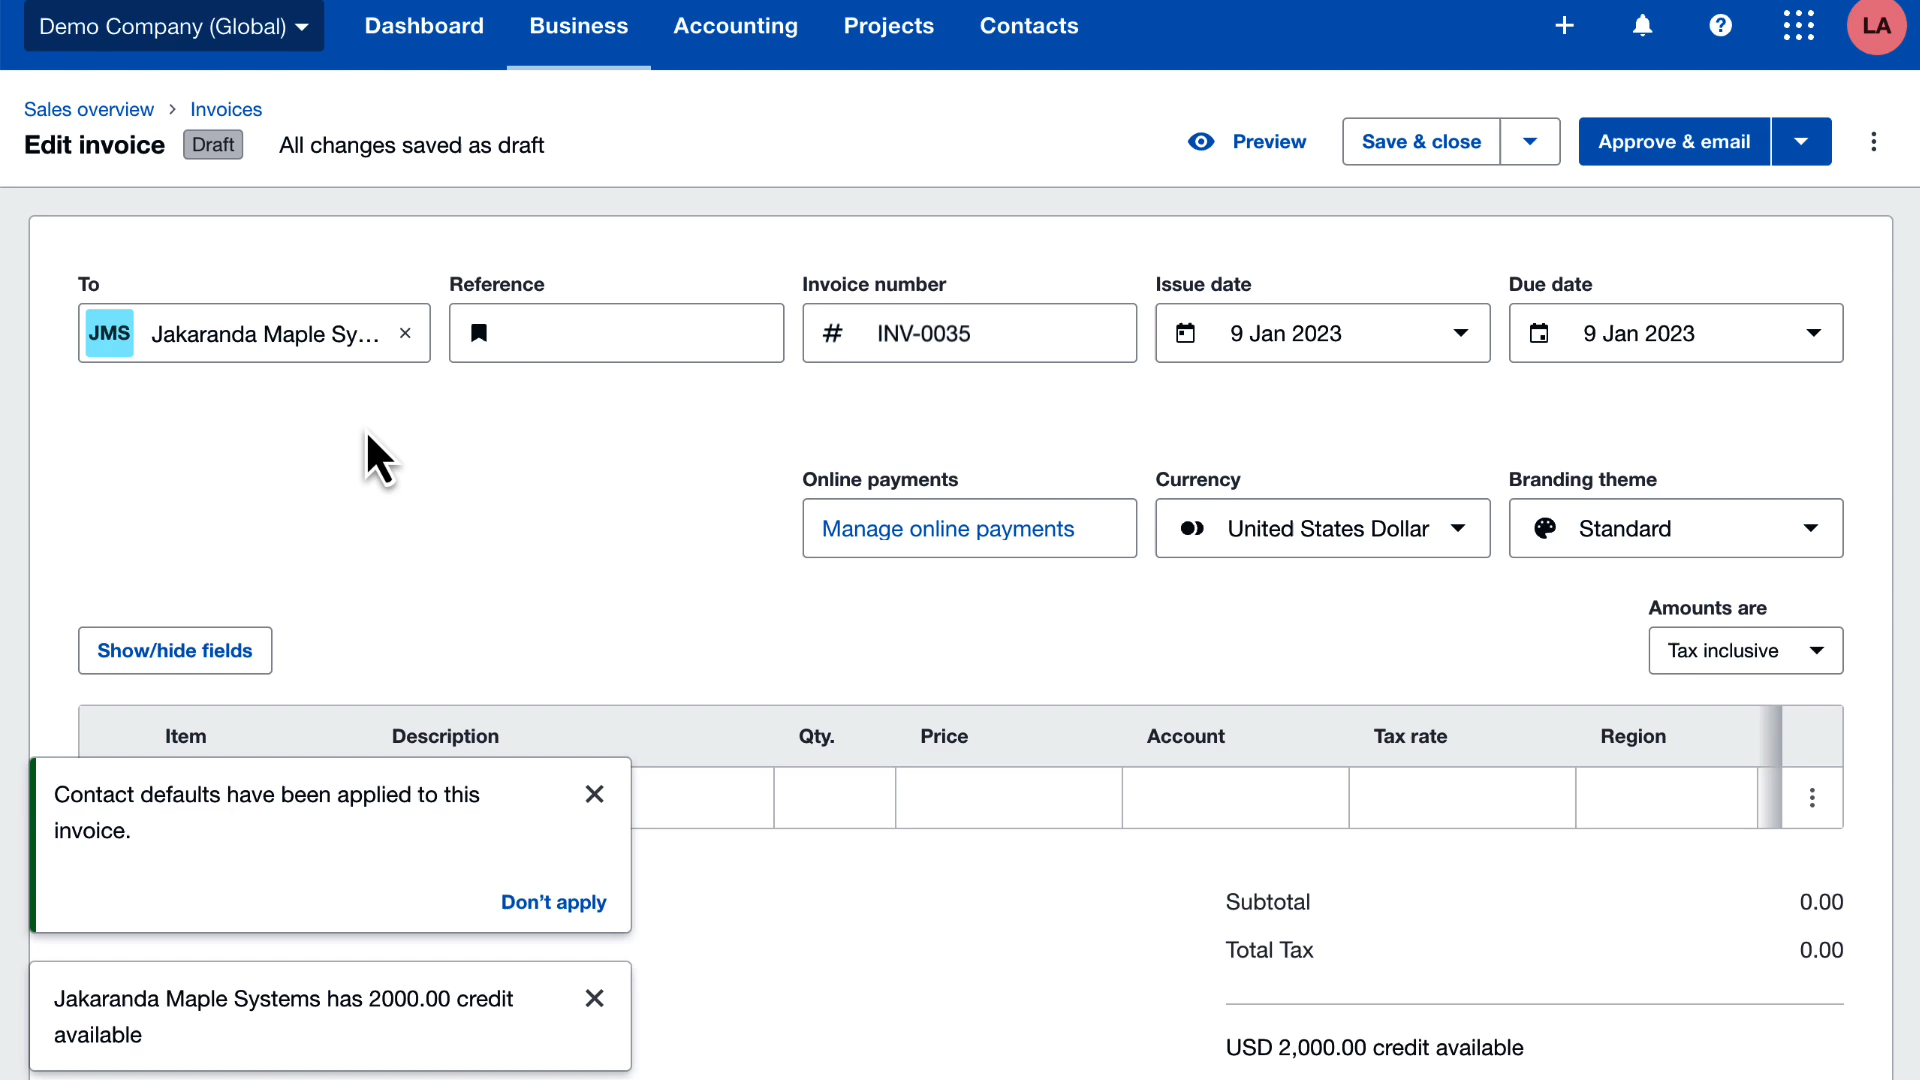 Demo Company (Global) Dashboard Business Accounting Projects Contacts LA
Sales overview > Invoices
Edit invoice Draft All changes saved as draft Preview Save & close Approve & email
To Reference Invoice number Issue date Due date
JMS Jakaranda Maple Sy... # INV-0035 9 Jan 2023 9 Jan 2023
Online payments Currency Branding theme
Manage online payments United States Dollar Standard
Amounts are
Show/hide fields Tax inclusive
Item Description Qty. Price Account Tax rate Region
Contact defaults have been applied to this
invoice.
Don't apply
Subtotal 0.00
Total Tax 0.00
Jakaranda Maple Systems has 2000.00 credit
available
USD 2,000.00 credit available